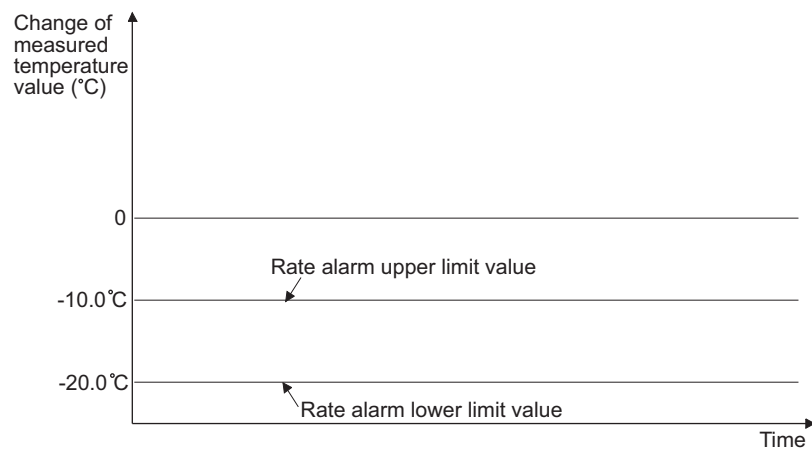 Change of
measured
temperature
value (°C)
0
Rate alarm upper limit value
-10.0°C
-20.0°C
Rate alarm lower limit value
Time